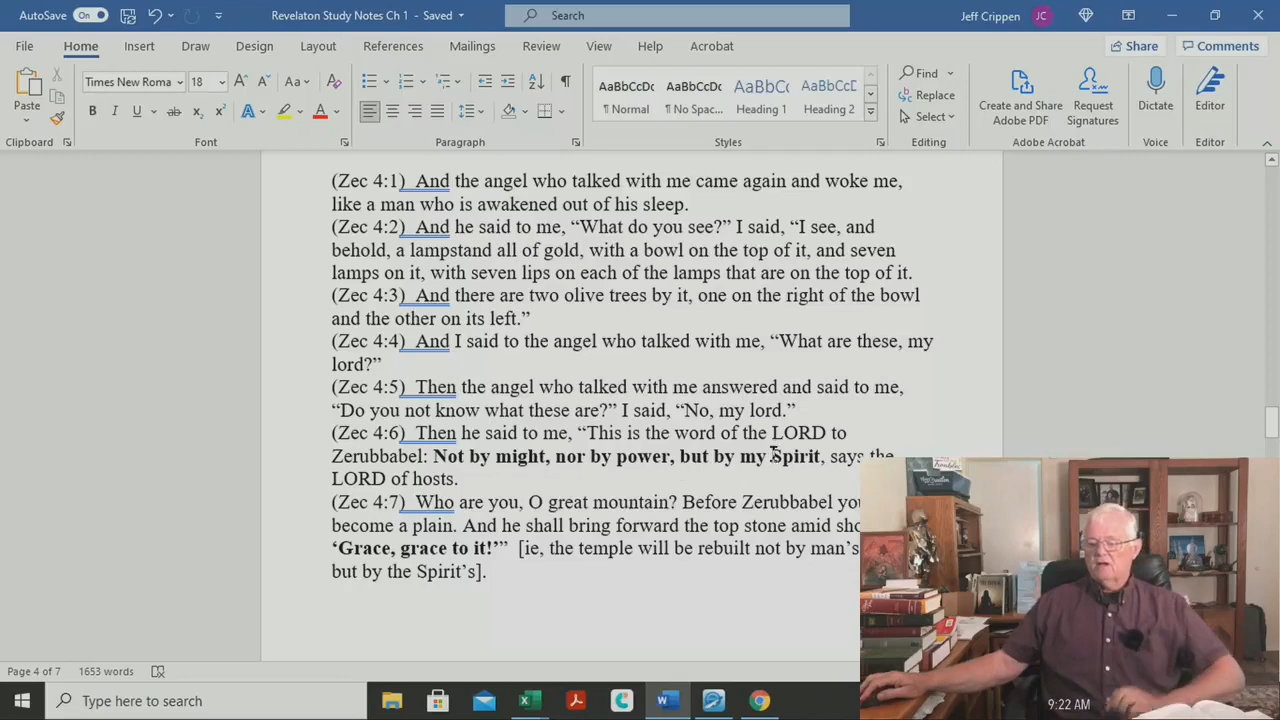 AutoSave On Revelaton Study Notes Ch 1 - Saved Search Jeff Crippen JC
File Home Insert Draw Design Layout References Mailings Review View Help Acrobat Share Comments
Times New Roma 18 Aa AaBbCcDc AaBbCcDc AaBbCc AaBbCcD Find
Paste B I U ab x₂ x² A A ¶ Normal ¶ No Spac... Heading 1 Heading 2 Replace Create and Share Request Dictate Editor
Select Adobe PDF Signatures
Clipboard Font Paragraph Styles Editing Adobe Acrobat Voice Editor
(Zec 4:1) And the angel who talked with me came again and woke me,
like a man who is awakened out of his sleep.
(Zec 4:2) And he said to me, “What do you see?” I said, “I see, and
behold, a lampstand all of gold, with a bowl on the top of it, and seven
lamps on it, with seven lips on each of the lamps that are on the top of it.
(Zec 4:3) And there are two olive trees by it, one on the right of the bowl
and the other on its left.”
(Zec 4:4) And I said to the angel who talked with me, “What are these, my
lord?”
(Zec 4:5) Then the angel who talked with me answered and said to me,
“Do you not know what these are?” I said, “No, my lord.”
(Zec 4:6) Then he said to me, “This is the word of the LORD to
Zerubbabel: Not by might, nor by power, but by my Spirit, says the
LORD of hosts.
(Zec 4:7) Who are you, O great mountain? Before Zerubbabel you
become a plain. And he shall bring forward the top stone amid
‘Grace, grace to it!’” [ie, the temple will be rebuilt not by man’s
but by the Spirit’s].
Page 4 of 7 1653 words
Type here to search
9:22 AM